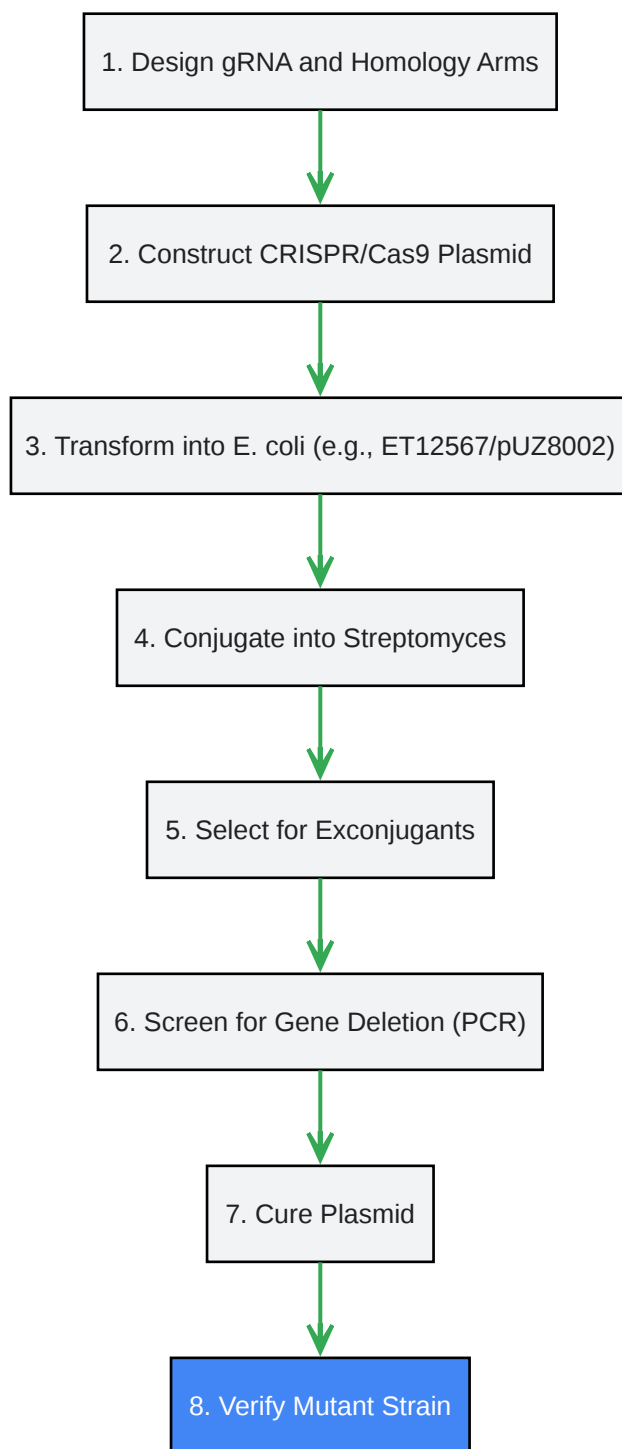 1. Design gRNA and Homology Arms
2. Construct CRISPR/Cas9 Plasmid
3. Transform into E. coli (e.g., ET12567/pUZ8002)
4. Conjugate into Streptomyces
5. Select for Exconjugants
6. Screen for Gene Deletion (PCR)
7. Cure Plasmid
8. Verify Mutant Strain